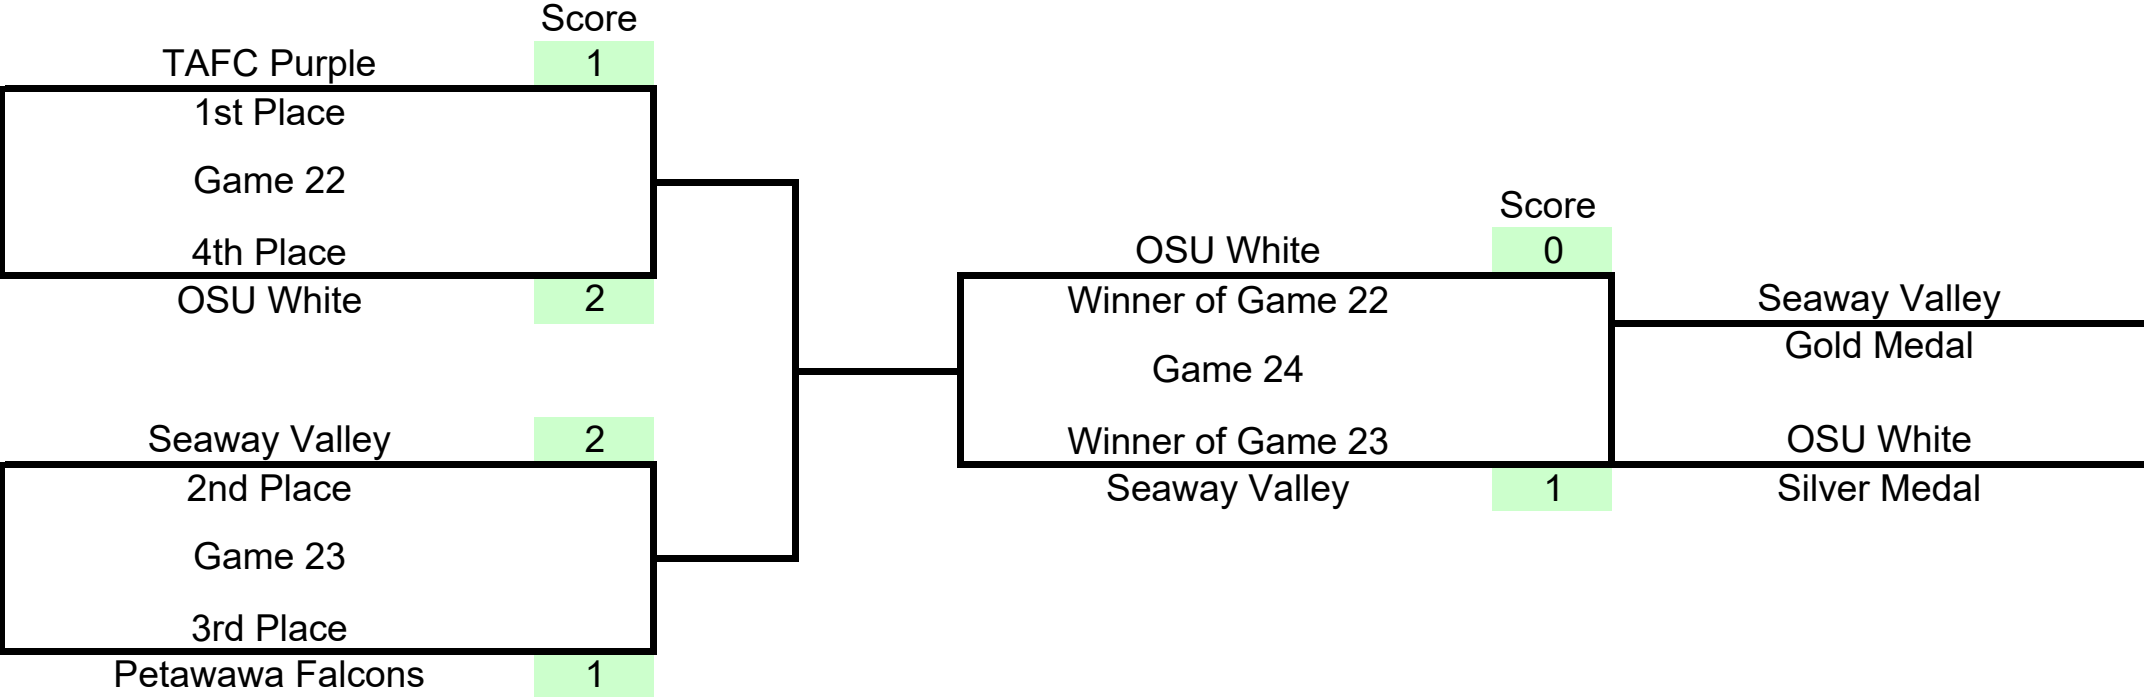 Score
TAFC Purple 1
1st Place
Game 22
4th Place
OSU White 2
Seaway Valley 2
2nd Place
Game 23
3rd Place
Petawawa Falcons 1
Score
OSU White 0
Winner of Game 22
Game 24
Winner of Game 23
Seaway Valley 1
Seaway Valley
Gold Medal
OSU White
Silver Medal